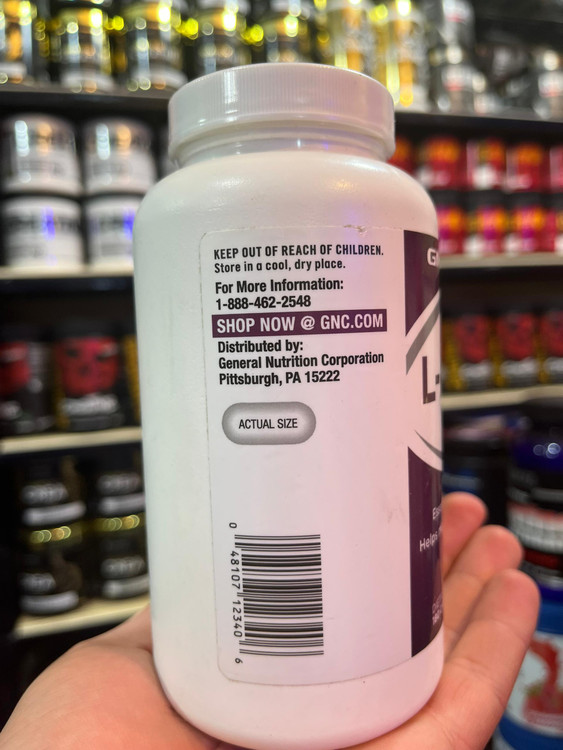 KEEP OUT OF REACH OF CHILDREN.
Store in a cool, dry place.
For More Information:
1-888-462-2548
SHOP NOW @ GNC.COM
Distributed by:
General Nutrition Corporation
Pittsburgh, PA 15222
ACTUAL SIZE
0 48107 12340 6
L-
Helps